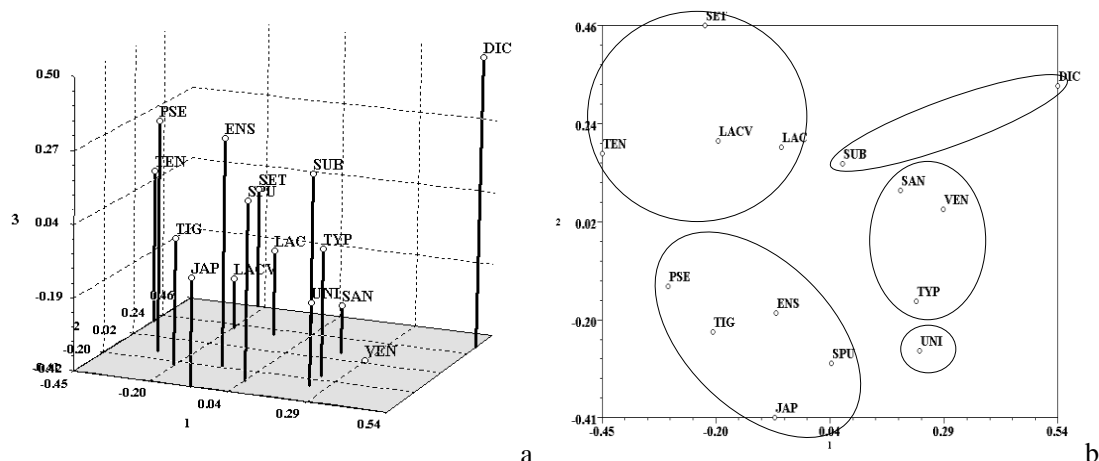 0.50
DIC
PSE
ENS
0.27
TEN
SUB
SET
SPU
3
0.04
TIG
TYP
LAC
JAP
LACV
-0.19
UNI
SAN
0.46
0.24
2
0.02
VEN
-0.20
-0.42
-0.45
-0.20
0.04
0.29
0.54
1
a
0.46
SET
DIC
0.24
TEN
LACV
LAC
SUB
SAN
VEN
2
0.02
PSE
ENS
TYP
-0.20
TIG
UNI
SPU
JAP
-0.41
-0.45
-0.20
0.04
0.29
0.54
1
b